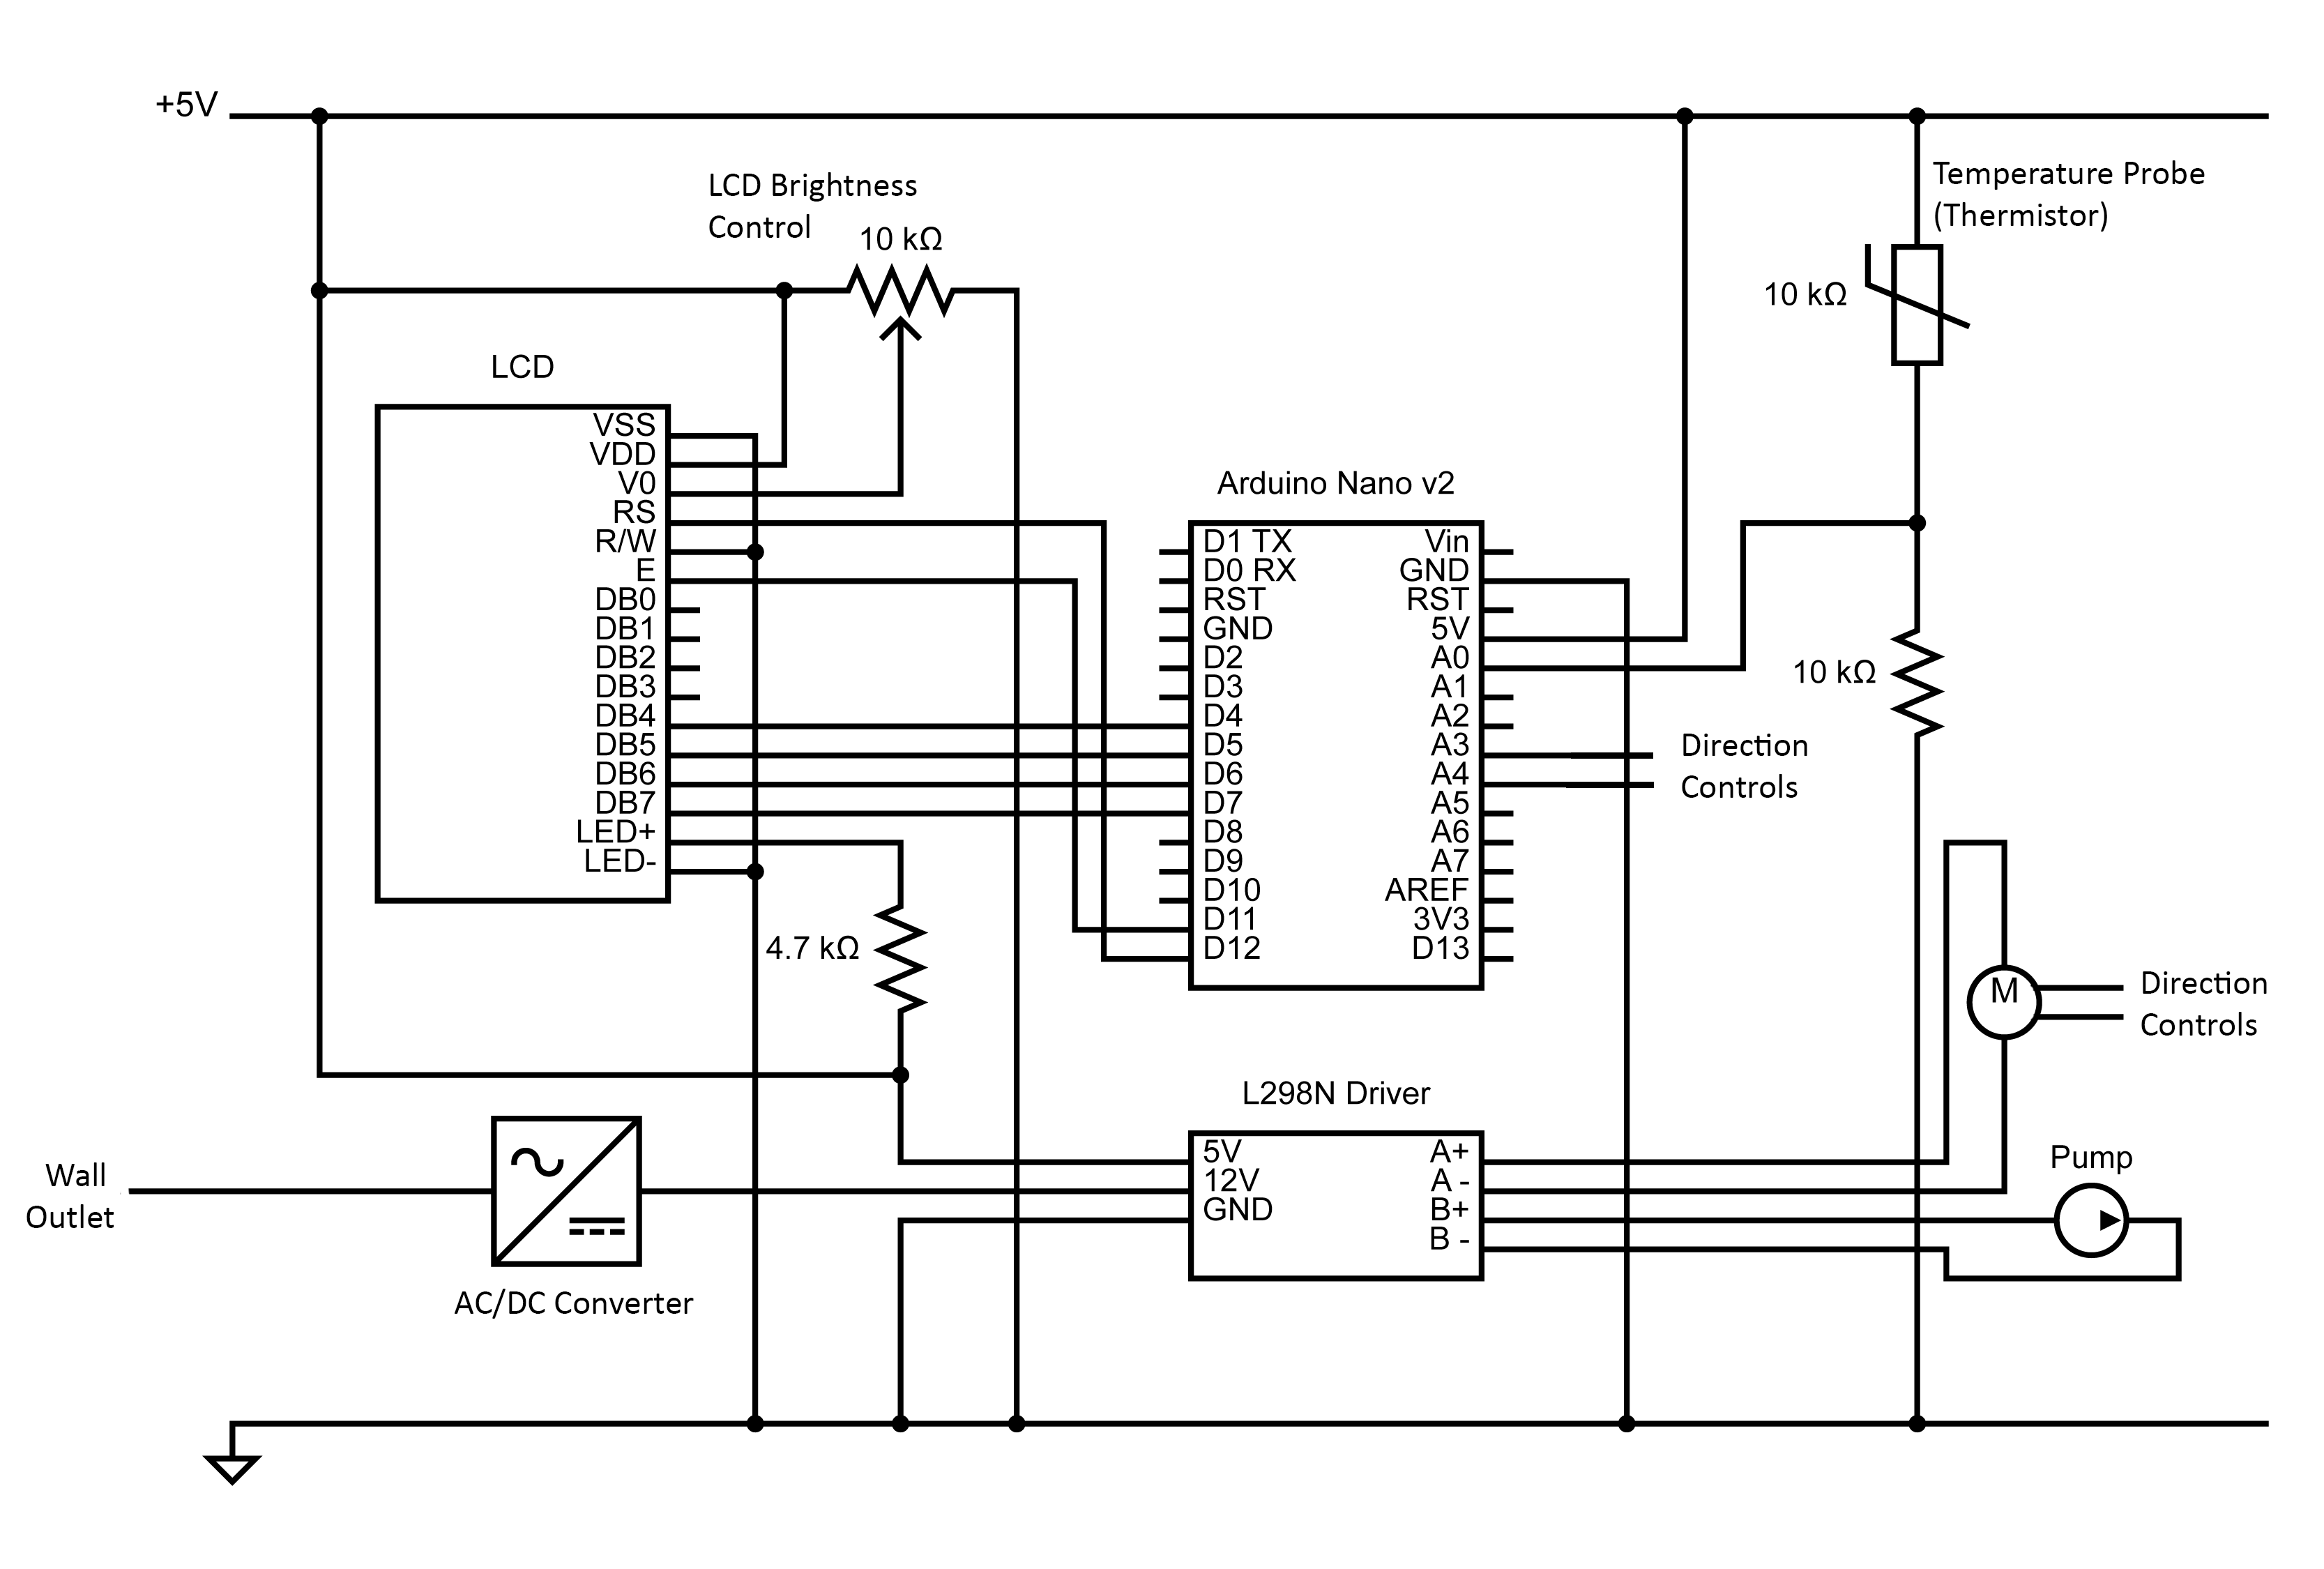 +5V
LCD Brightness
Control
10 kΩ
Temperature Probe
(Thermistor)
10 kΩ
LCD
VSS
VDD
V0
RS
R/W
E
DB0
DB1
DB2
DB3
DB4
DB5
DB6
DB7
LED+
LED-
4.7 kΩ
Arduino Nano v2
D1 TX
D0 RX
RST
GND
D2
D3
D4
D5
D6
D7
D8
D9
D10
D11
D12
Vin
GND
RST
5V
A0
A1
A2
A3
A4
A5
A6
A7
AREF
3V3
D13
10 kΩ
Direction
Controls
M
Direction
Controls
L298N Driver
5V
12V
GND
A+
A -
B+
B -
Pump
Wall
Outlet
AC/DC Converter